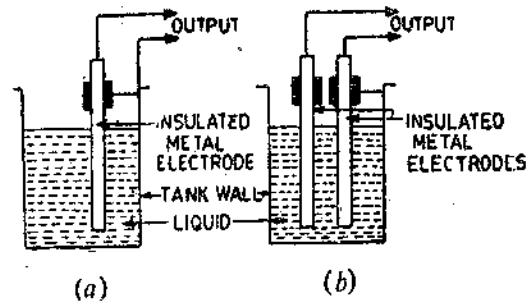 OUTPUT
INSULATED
METAL
ELECTRODE
TANK WALL
LIQUID
(a)
OUTPUT
INSULATED
METAL
ELECTRODES
(b)